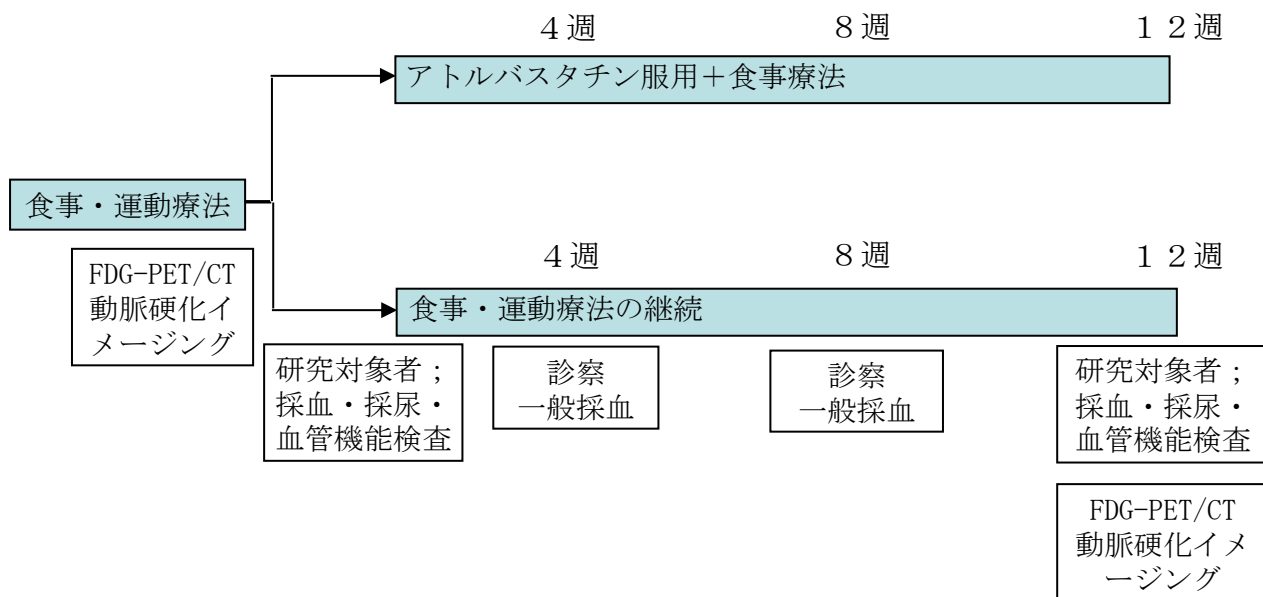 ４週 ８週 １２週
アトルバスタチン服用＋食事療法
食事・運動療法
FDG-PET/CT
動脈硬化イ
メージング
４週 ８週 １２週
食事・運動療法の継続
研究対象者；
採血・採尿・
血管機能検査
診察
一般採血
診察
一般採血
研究対象者；
採血・採尿・
血管機能検査
FDG-PET/CT
動脈硬化イメ
ージング